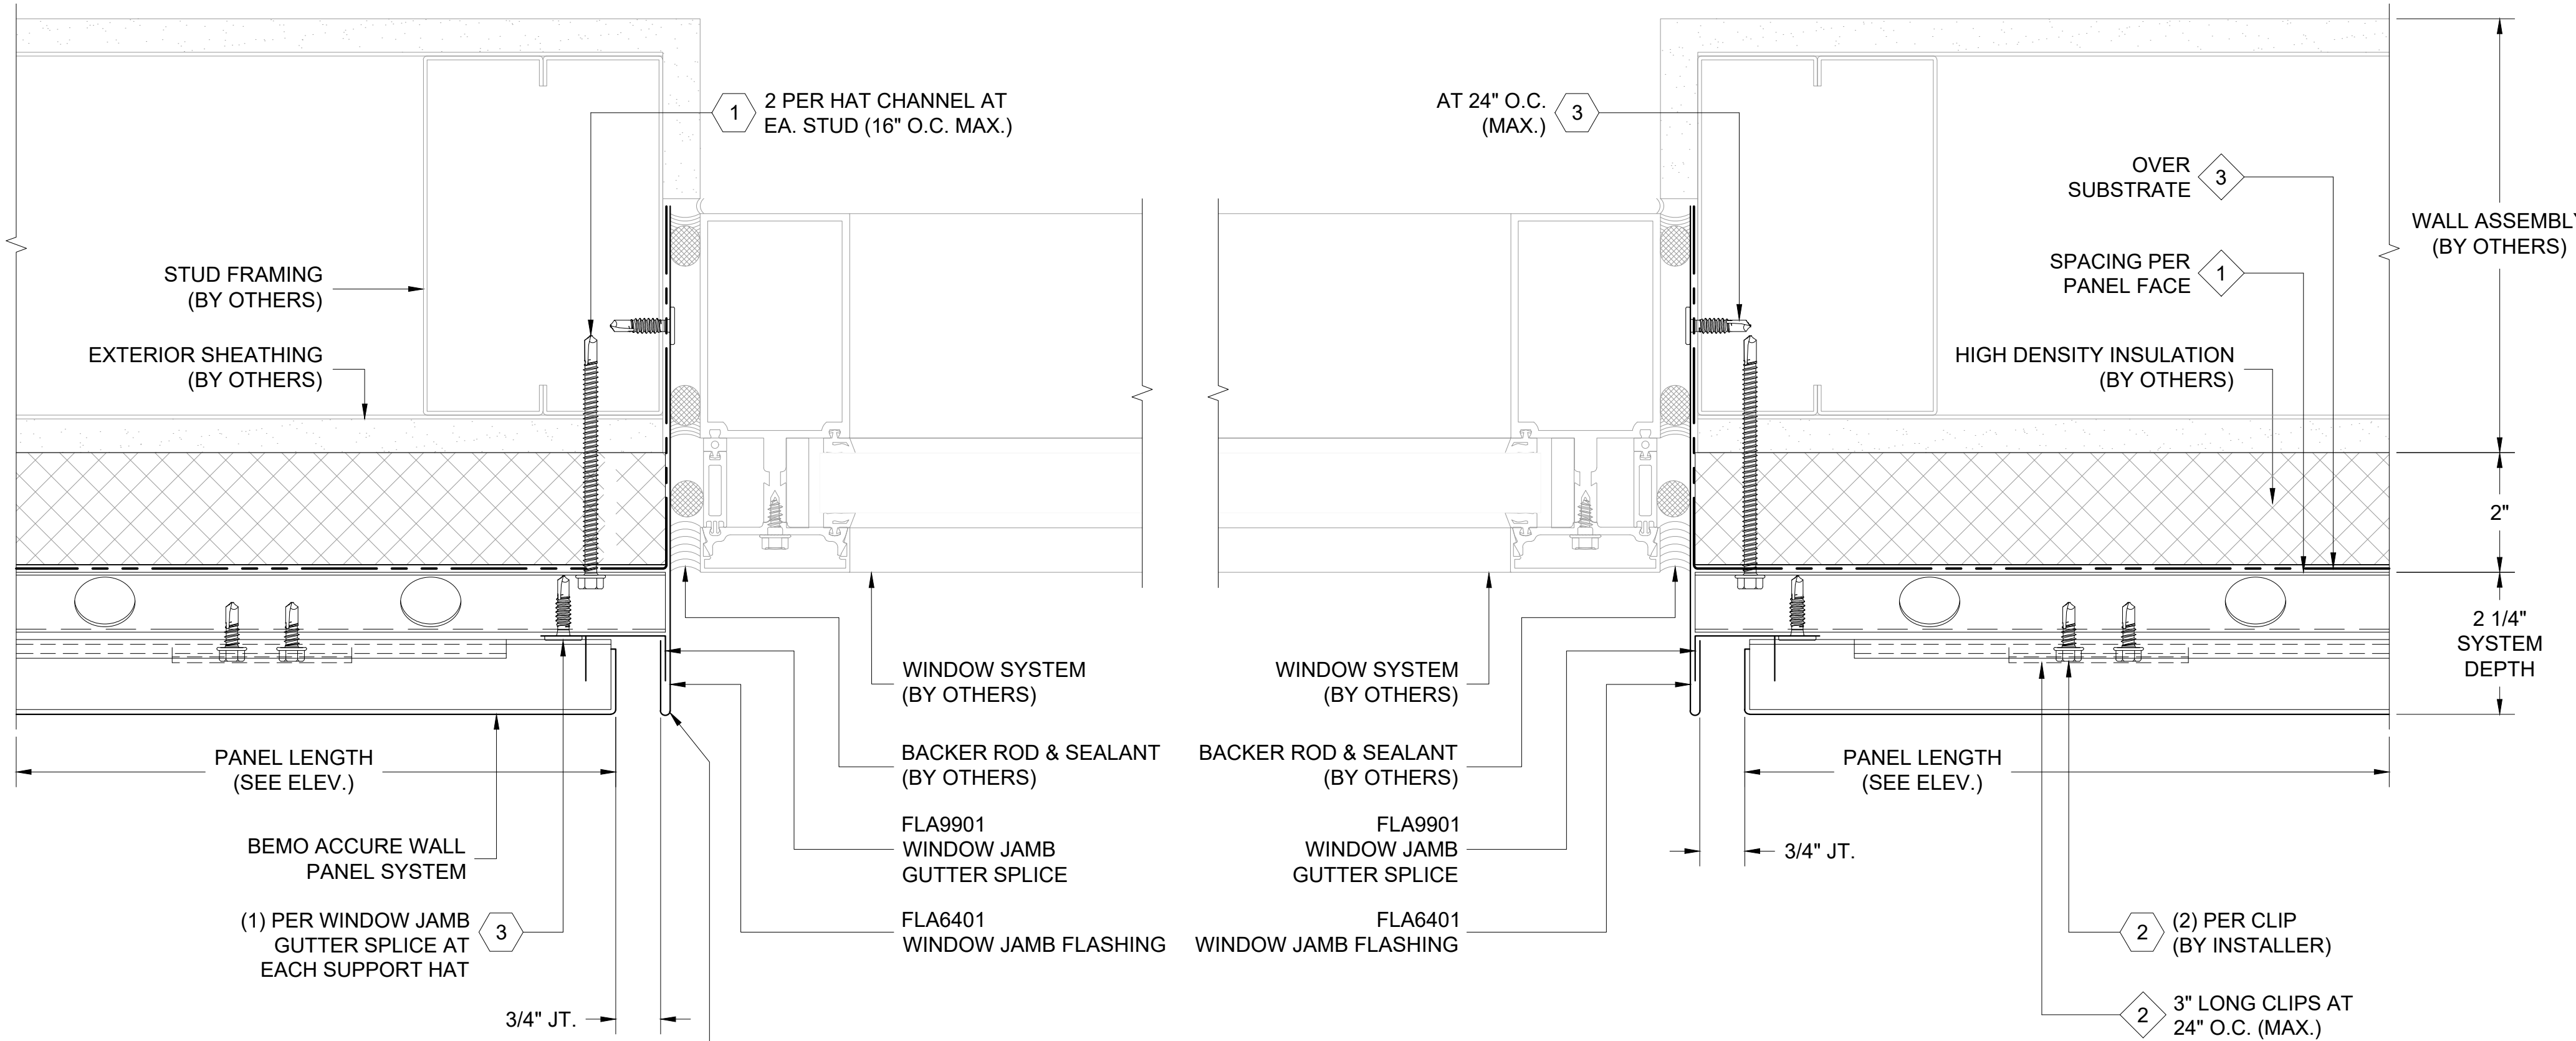 1
2 PER HAT CHANNEL AT
EA. STUD (16" O.C. MAX.)
AT 24" O.C.
(MAX.)
3
OVER
SUBSTRATE
3
WALL ASSEMBLY
(BY OTHERS)
SPACING PER
PANEL FACE
1
STUD FRAMING
(BY OTHERS)
EXTERIOR SHEATHING
(BY OTHERS)
HIGH DENSITY INSULATION
(BY OTHERS)
2"
2 1/4"
SYSTEM
DEPTH
WINDOW SYSTEM
(BY OTHERS)
WINDOW SYSTEM
(BY OTHERS)
PANEL LENGTH
(SEE ELEV.)
BACKER ROD & SEALANT
(BY OTHERS)
BACKER ROD & SEALANT
(BY OTHERS)
PANEL LENGTH
(SEE ELEV.)
BEMO ACCURE WALL
PANEL SYSTEM
FLA9901
WINDOW JAMB
GUTTER SPLICE
FLA9901
WINDOW JAMB
GUTTER SPLICE
3/4" JT.
(1) PER WINDOW JAMB
GUTTER SPLICE AT
EACH SUPPORT HAT
3
FLA6401
WINDOW JAMB FLASHING
FLA6401
WINDOW JAMB FLASHING
2
(2) PER CLIP
(BY INSTALLER)
3/4" JT.
2
3" LONG CLIPS AT
24" O.C. (MAX.)